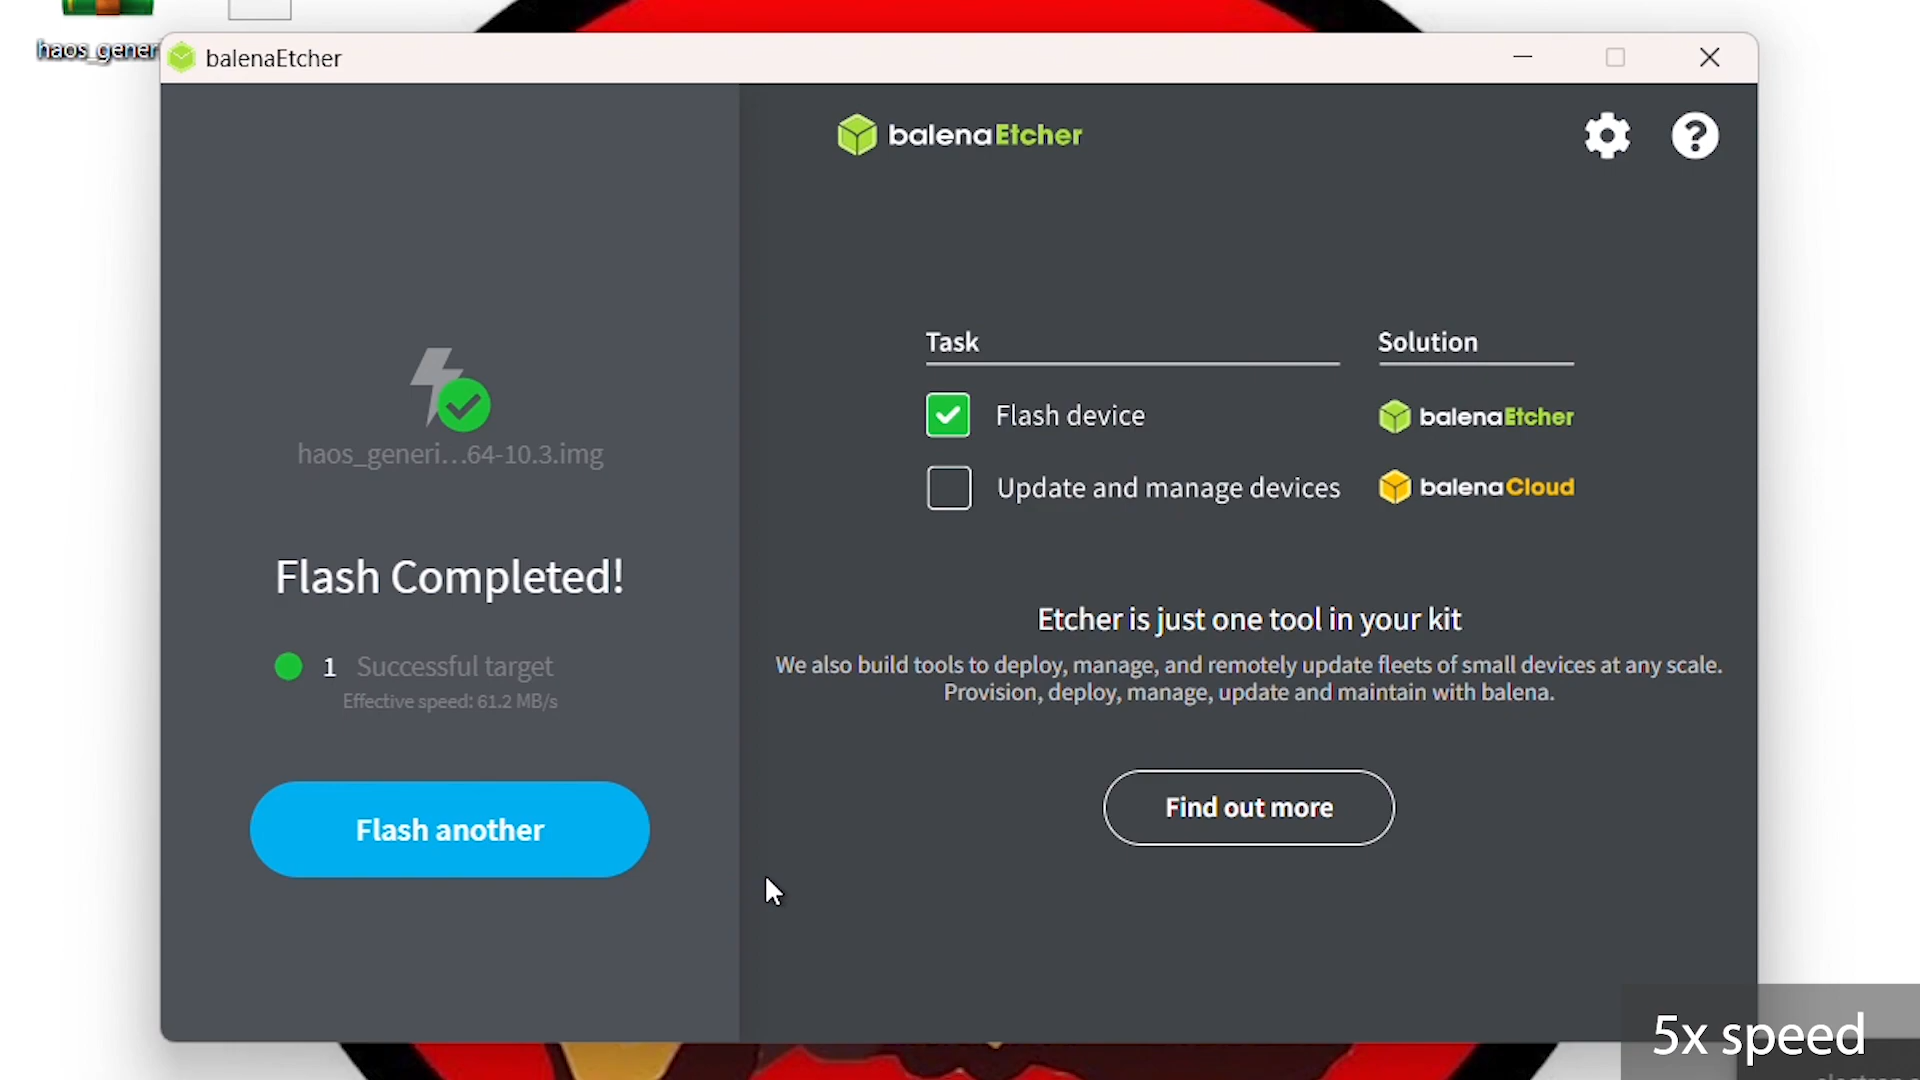 haos_gener
balenaEtcher
balenaEtcher
Task
Solution
Flash device
balenaEtcher
Update and manage devices
balenaCloud
haos_generi...64-10.3.img
Flash Completed!
1 Successful target
Effective speed: 61.2 MB/s
Flash another
Etcher is just one tool in your kit
We also build tools to deploy, manage, and remotely update fleets of small devices at any scale.
Provision, deploy, manage, update and maintain with balena.
Find out more
5x speed